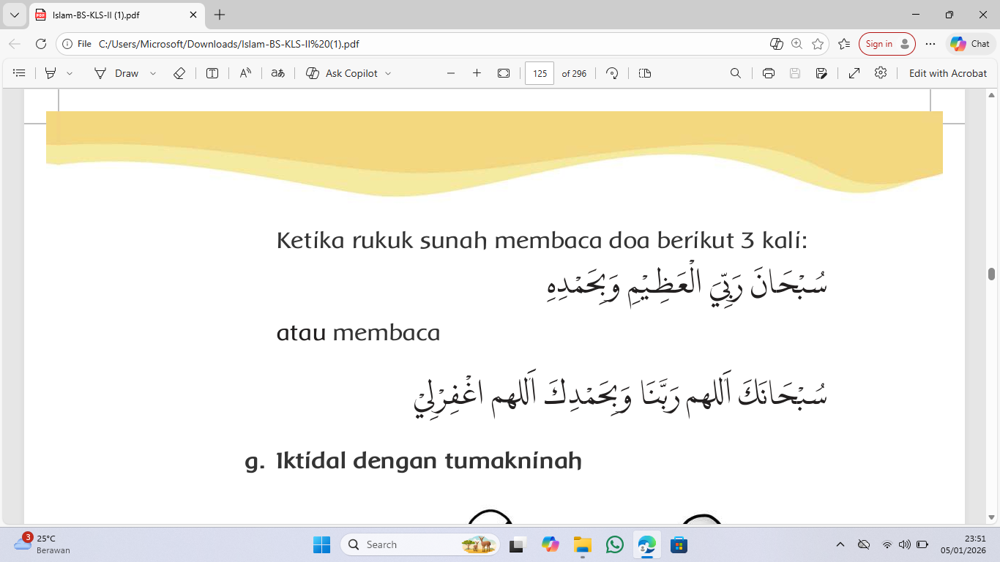 Islam-BS-KLS-II (1).pdf
File C:/Users/Microsoft/Downloads/Islam-BS-KLS-II%20(1).pdf
Sign in
Chat
Draw
Ask Copilot
125 of 296
Edit with Acrobat
Ketika rukuk sunah membaca doa berikut 3 kali:
سُبْحَانَ رَبِّيَ الْعَظِيْمِ وَبِحَمْدِهِ
atau membaca
سُبْحَانَكَ اَللهم رَبَّنَا وَبِحَمْدِكَ اَللهم اغْفِرْلِيْ
g. Iktidal dengan tumakninah
3
25°C
Berawan
Search
23:51
05/01/2026